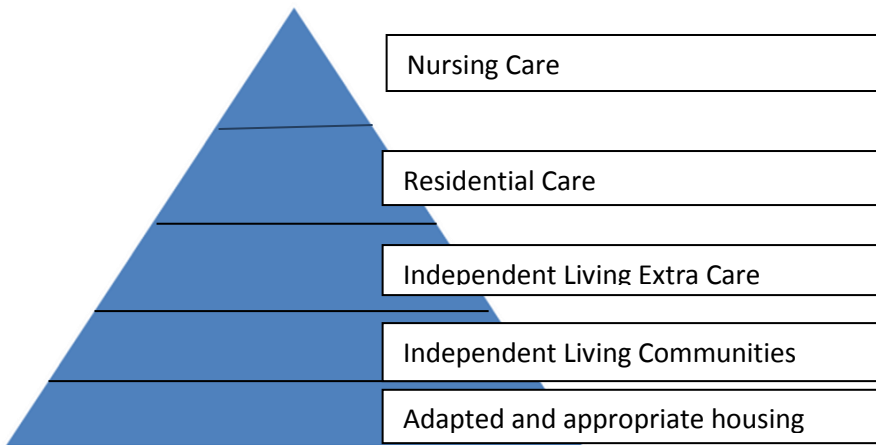 Nursing Care
Residential Care
Independent Living Extra Care
Independent Living Communities
Adapted and appropriate housing